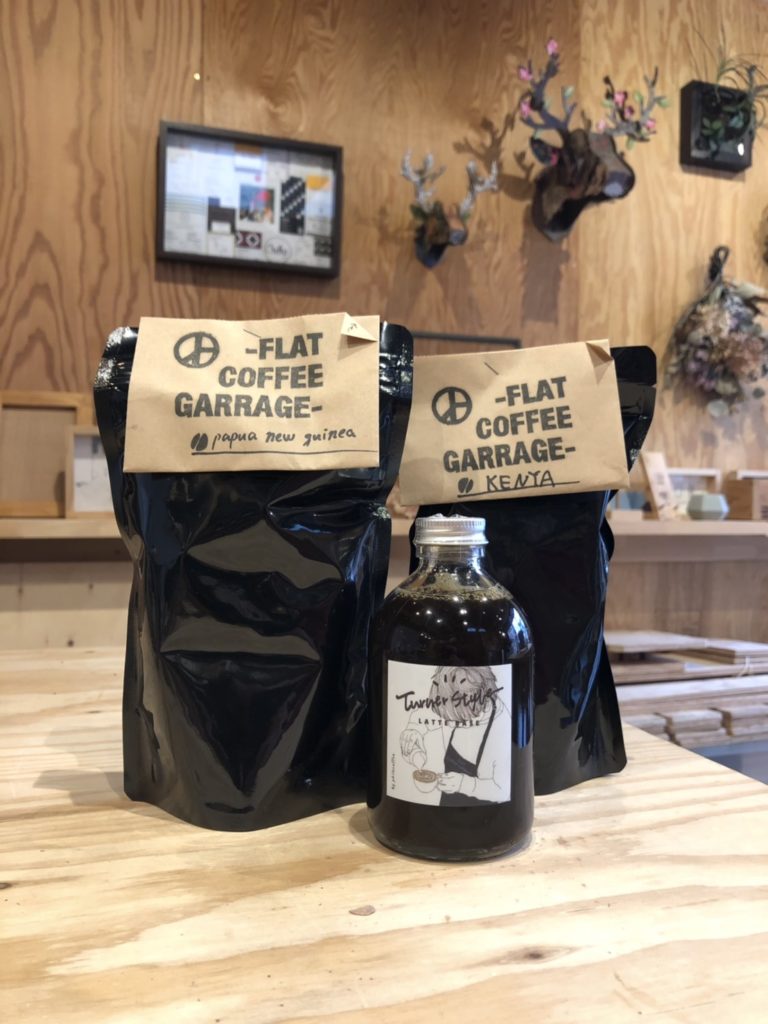 -FLAT
COFFEE
GARRAGE-
papua new guinea
-FLAT
COFFEE
GARRAGE-
KENYA
Turner Style
LATTE BASE